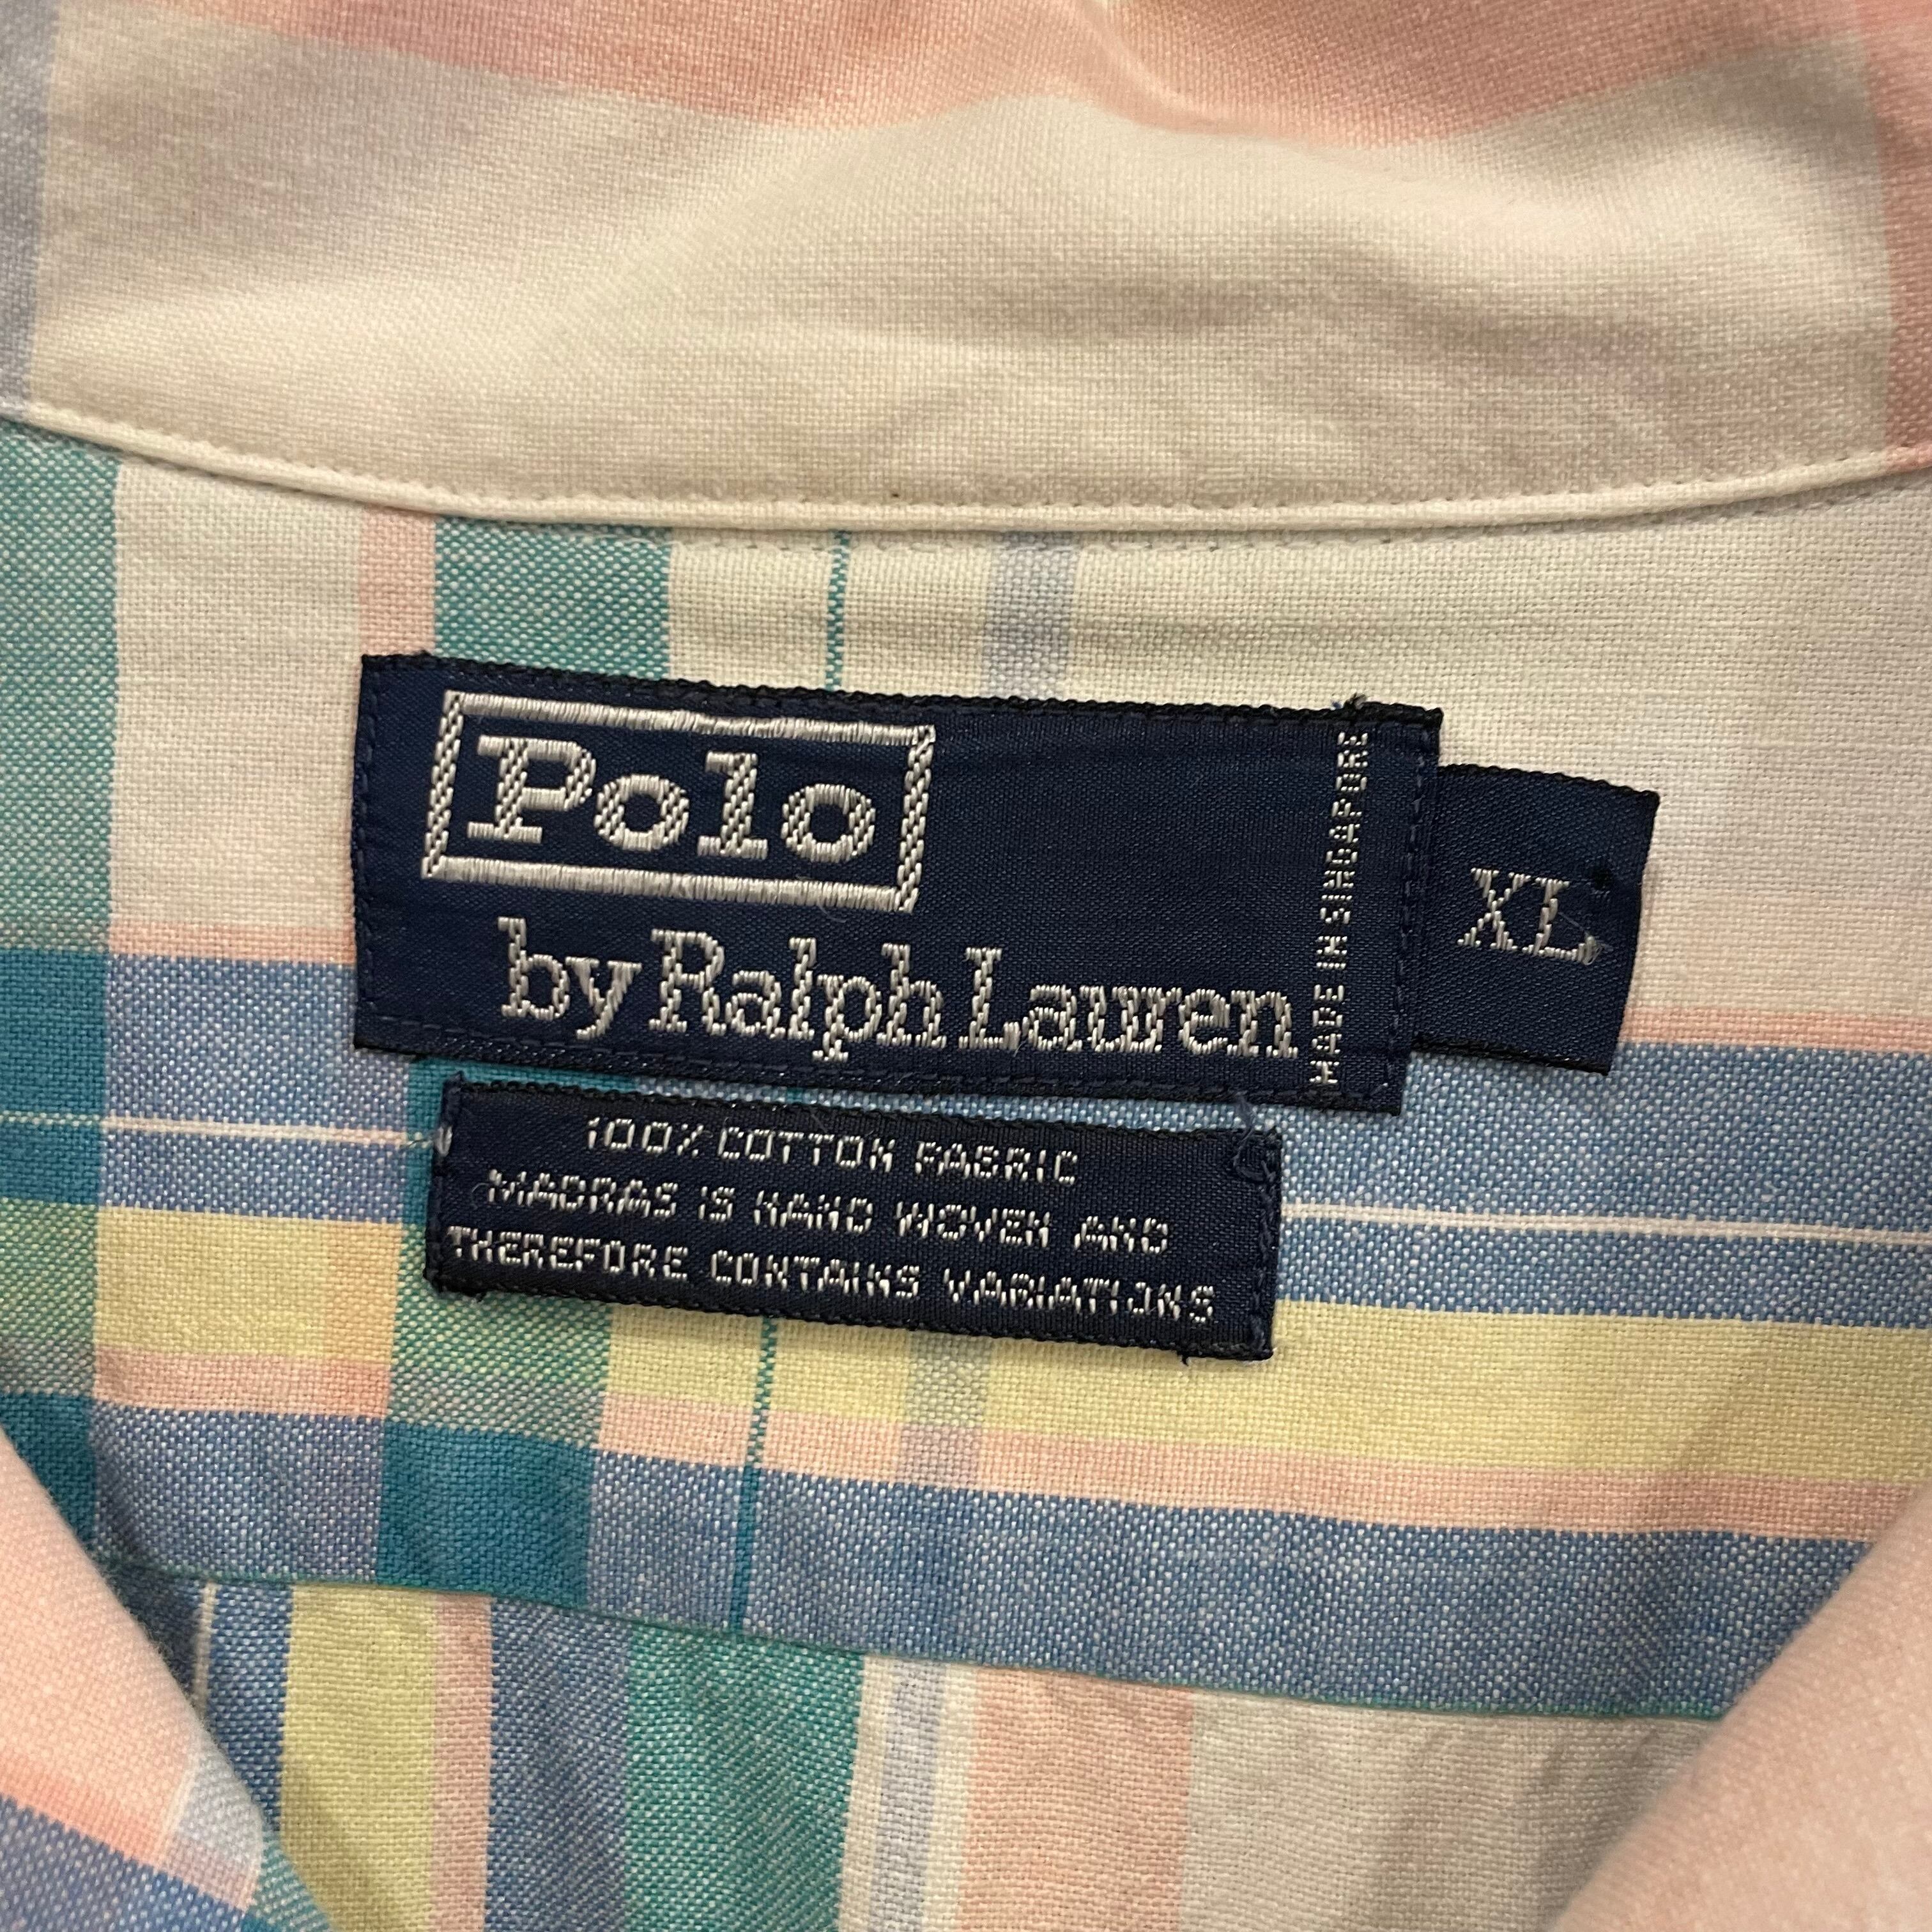 Polo
by Ralph Lauren
MADE IN SINGAPORE
XL
100% COTTON FABRIC
MADRAS IS HAND WOVEN AND
THEREFORE CONTAINS VARIATIONS